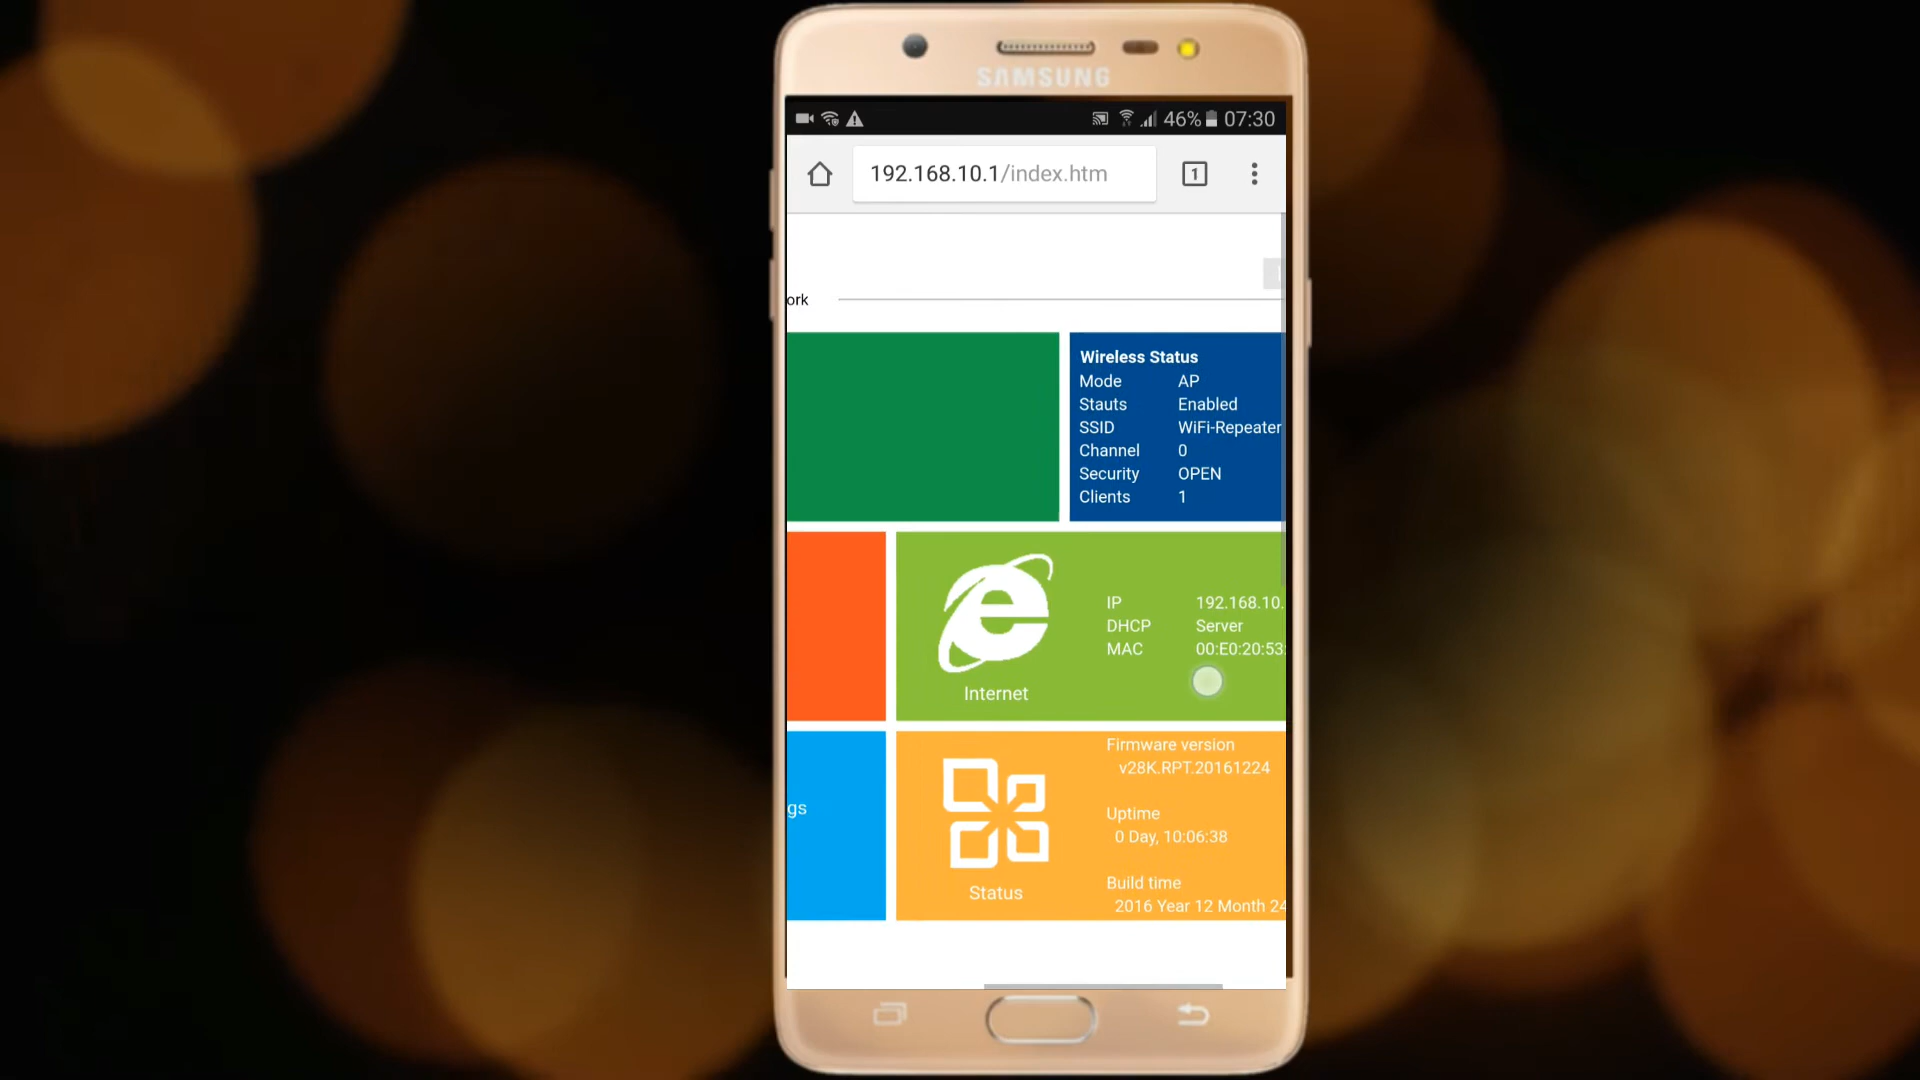 SAMSUNG
46% 07:30
192.168.10.1/index.htm
1
ork
Wireless Status
Mode AP
Stauts Enabled
SSID WiFi-Repeater
Channel 0
Security OPEN
Clients 1
IP 192.168.10.
DHCP Server
MAC 00:E0:20:53:
Internet
Firmware version
v28K.RPT.20161224
gs
Uptime
0 Day, 10:06:38
Build time
2016 Year 12 Month 24
Status